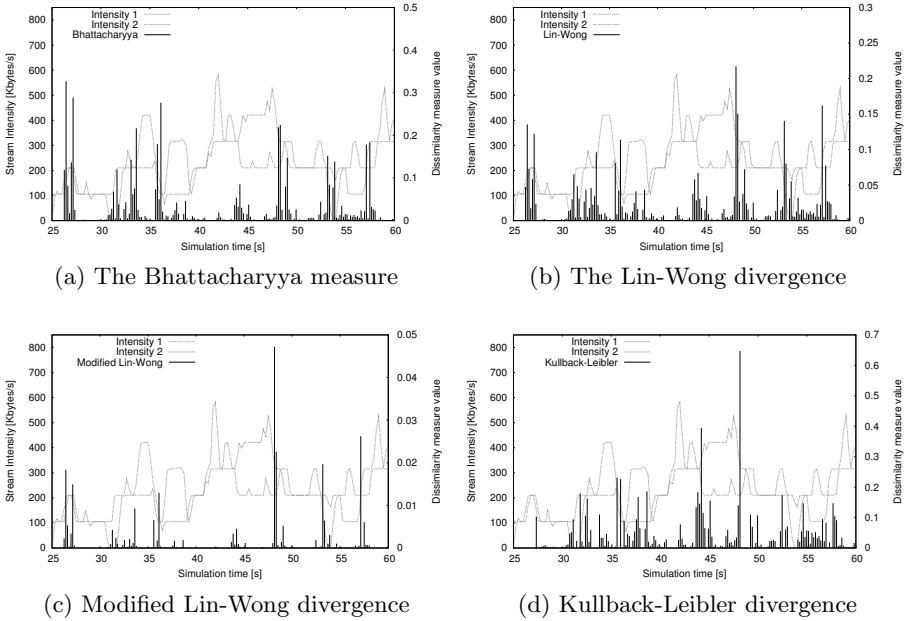 Stream Intensity [Kbytes/s]
800
700
600
500
400
300
200
100
0
Intensity 1
Intensity 2
Bhattacharyya
0.5
0.4
0.3
0.2
0.1
0
Dissimilarity measure value
25 30 35 40 45 50 55 60
Simulation time [s]
(a) The Bhattacharyya measure
Stream Intensity [Kbytes/s]
800
700
600
500
400
300
200
100
0
Intensity 1
Intensity 2
Lin-Wong
0.3
0.25
0.2
0.15
0.1
0.05
0
Dissimilarity measure value
25 30 35 40 45 50 55 60
Simulation time [s]
(b) The Lin-Wong divergence
Stream Intensity [Kbytes/s]
800
700
600
500
400
300
200
100
0
Intensity 1
Intensity 2
Modified Lin-Wong
0.05
0.04
0.03
0.02
0.01
0
Dissimilarity measure value
25 30 35 40 45 50 55 60
Simulation time [s]
(c) Modified Lin-Wong divergence
Stream Intensity [Kbytes/s]
800
700
600
500
400
300
200
100
0
Intensity 1
Intensity 2
Kullback-Leibler
0.7
0.6
0.5
0.4
0.3
0.2
0.1
0
Dissimilarity measure value
25 30 35 40 45 50 55 60
Simulation time [s]
(d) Kullback-Leibler divergence